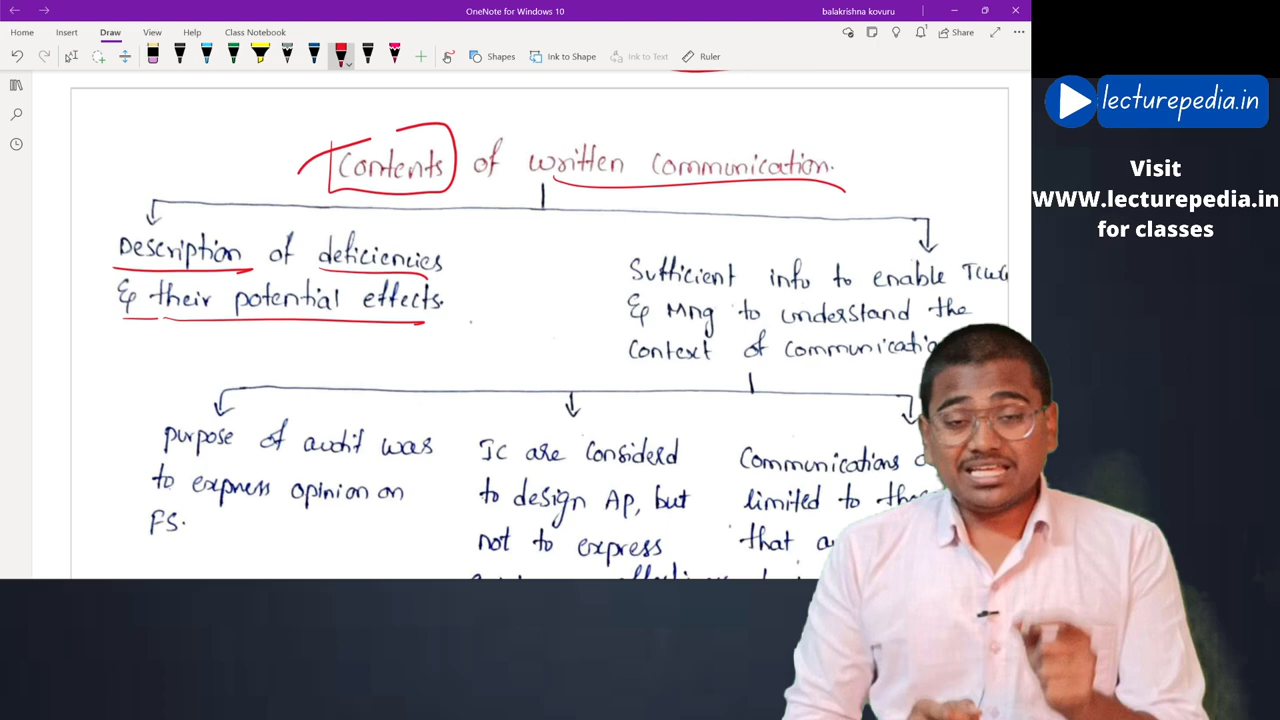 OneNote for Windows 10
balakrishna kovuru
Home
Insert
Draw
View
Help
Class Notebook
Share
Shapes
Ink to Shape
Ink to Text
Ruler
lecturepedia.in
Visit
WWW.lecturepedia.in
for classes
Contents of written communication.
Description of deficiencies
& their potential effects.
Sufficient info to enable TCWG
& Mng to understand the
Context of communication
purpose of audit was
to express opinion on
FS.
IC are considerd
to design AP, but
not to express
Communications
limited to
that